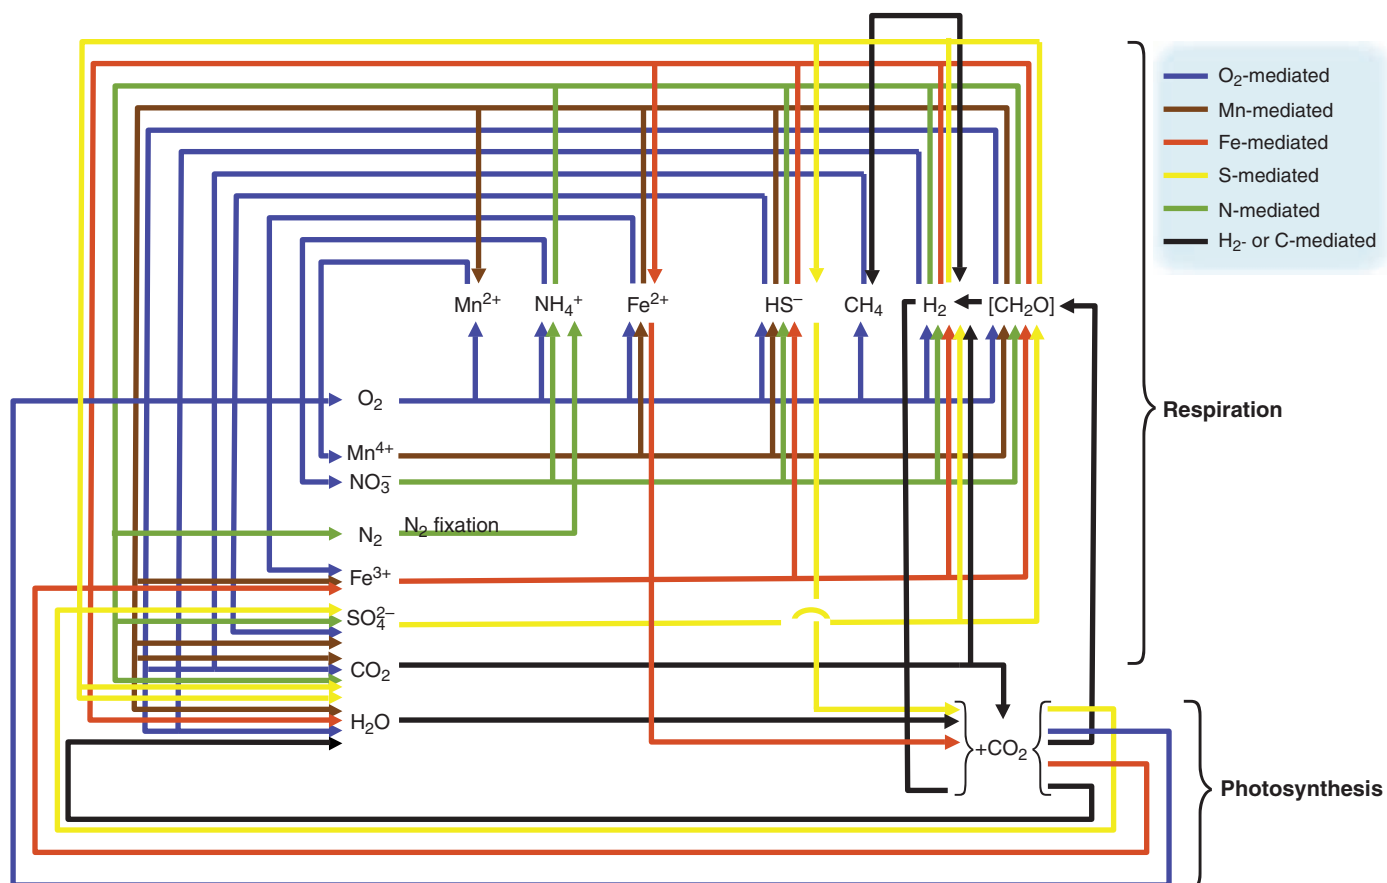 O₂-mediated
Mn-mediated
Fe-mediated
S-mediated
N-mediated
H₂- or C-mediated
Mn²⁺ NH₄⁺ Fe²⁺ HS⁻ CH₄ H₂ [CH₂O]
O₂
Respiration
Mn⁴⁺
NO₃⁻
N₂ N₂ fixation
Fe³⁺
SO₄²⁻
CO₂
H₂O
+CO₂
Photosynthesis